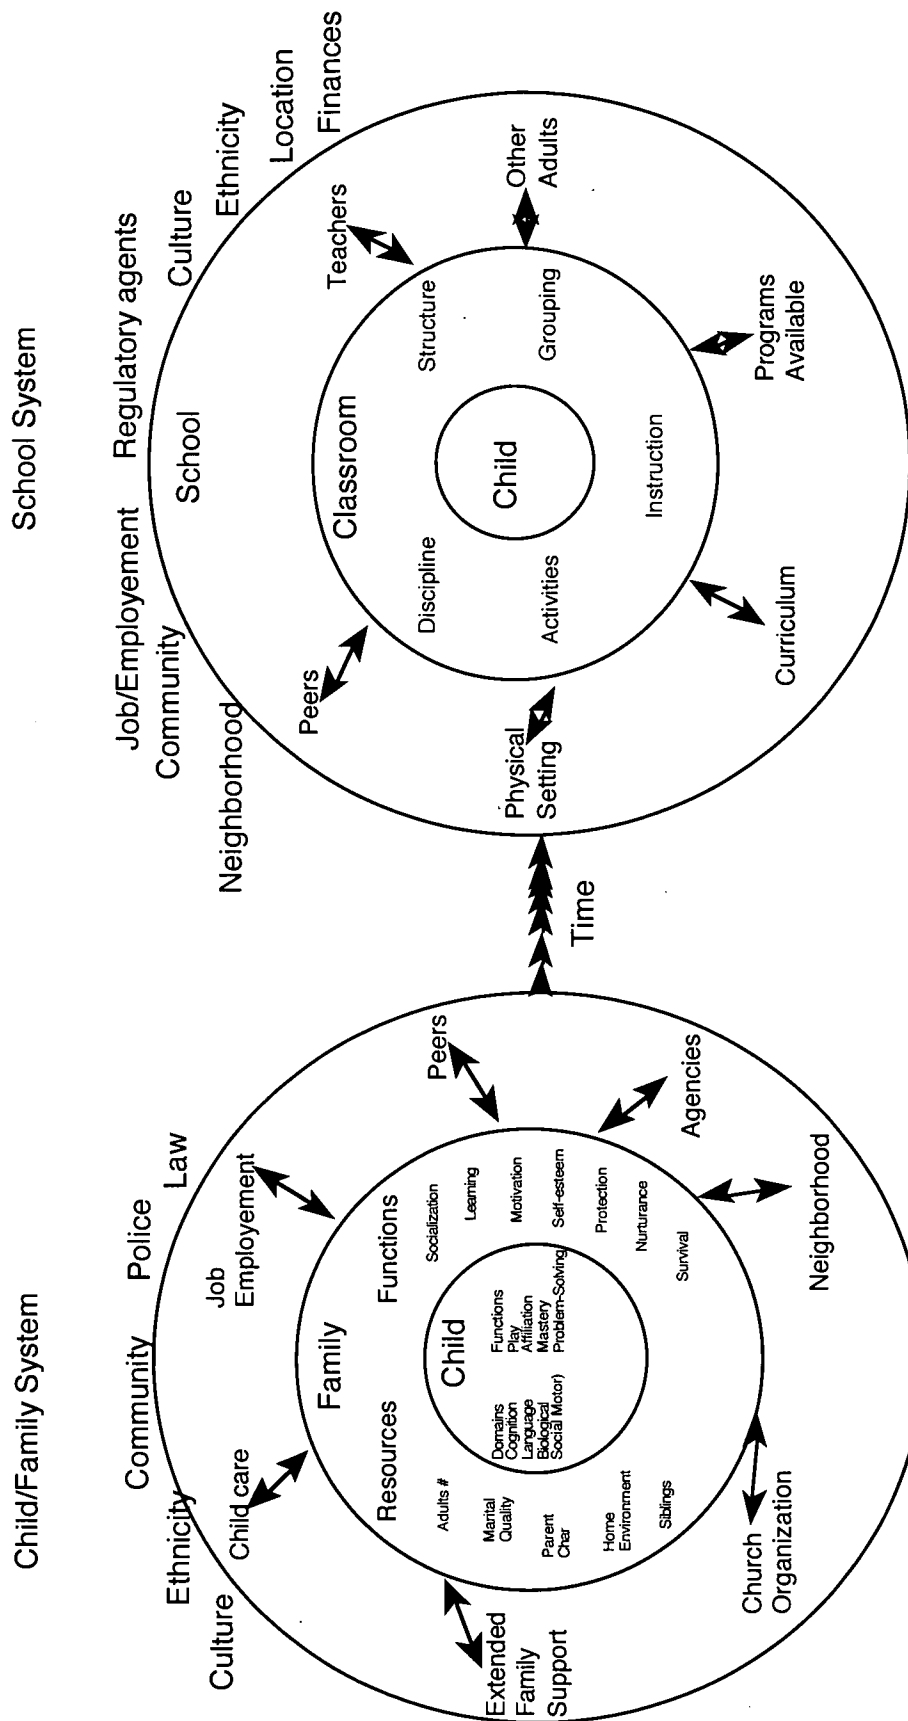 Child/Family System
Community
Police
Law
Ethnicity
Culture
Child care
Job
Employement
Peers
Agencies
Neighborhood
Church
Organization
Extended
Family
Support
Family
Resources
Functions
Adults #
Marital
Quality
Parent
Char
Home
Environment
Siblings
Socialization
Learning
Motivation
Self-esteem
Protection
Nurturance
Survival
Child
Domains
Cognition
Language
Biological
Social Motor)
Functions
Play
Affiliation
Mastery
Problem-Solving
Time
School System
Job/Employement
Regulatory agents
Community
Culture
Neighborhood
Ethnicity
Location
Finances
School
Peers
Teachers
Physical
Setting
Other
Adults
Curriculum
Programs
Available
Classroom
Discipline
Structure
Activities
Grouping
Instruction
Child